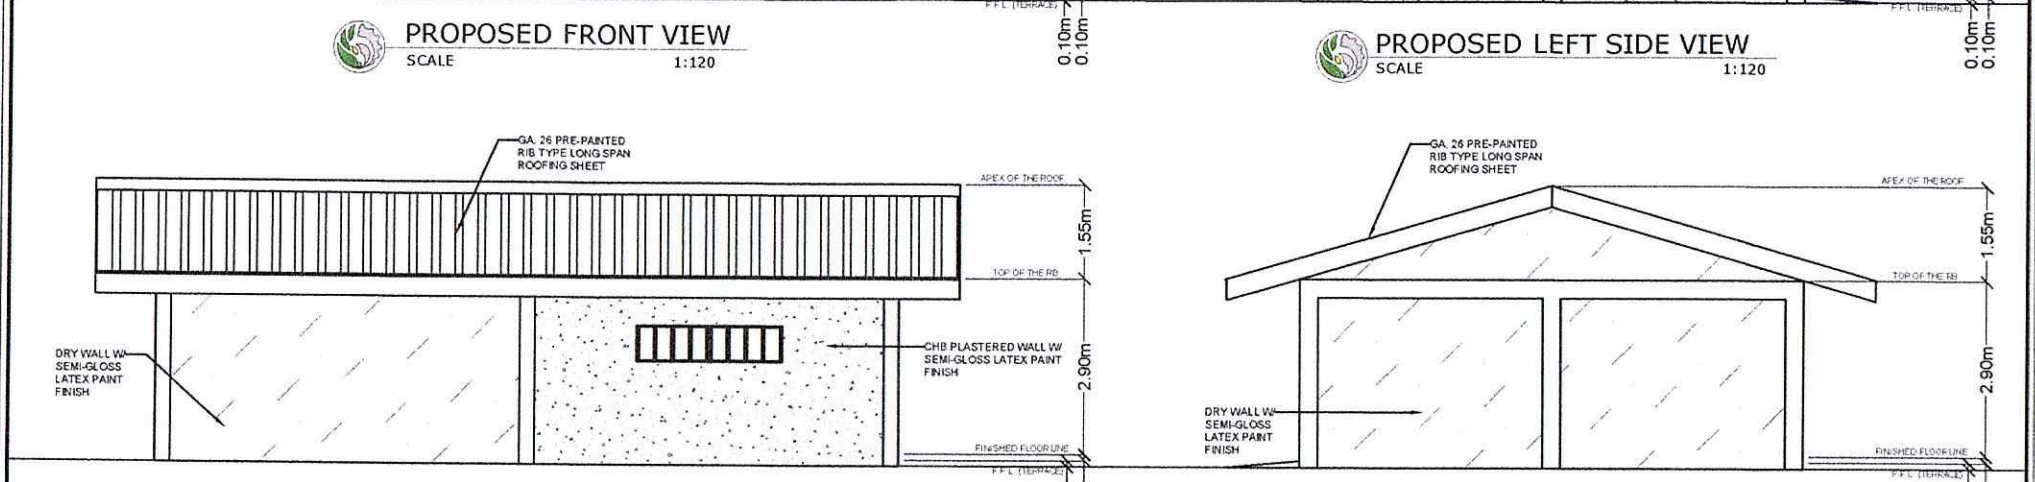 F.F.L. (TERRACE)
0.10m
0.10m
PROPOSED FRONT VIEW
SCALE 1:120
F.F.L. (TERRACE)
0.10m
0.10m
PROPOSED LEFT SIDE VIEW
SCALE 1:120
GA. 26 PRE-PAINTED
RIB TYPE LONG SPAN
ROOFING SHEET
APEX OF THE ROOF
1.55m
TOP OF THE RB
DRY WALL W/
SEMI-GLOSS
LATEX PAINT
FINISH
CHB PLASTERED WALL W/
SEMI-GLOSS LATEX PAINT
FINISH
2.90m
FINISHED FLOOR LINE
F.F.L. (TERRACE)
GA. 26 PRE-PAINTED
RIB TYPE LONG SPAN
ROOFING SHEET
APEX OF THE ROOF
1.55m
TOP OF THE RB
DRY WALL W/
SEMI-GLOSS
LATEX PAINT
FINISH
2.90m
FINISHED FLOOR LINE
F.F.L. (TERRACE)